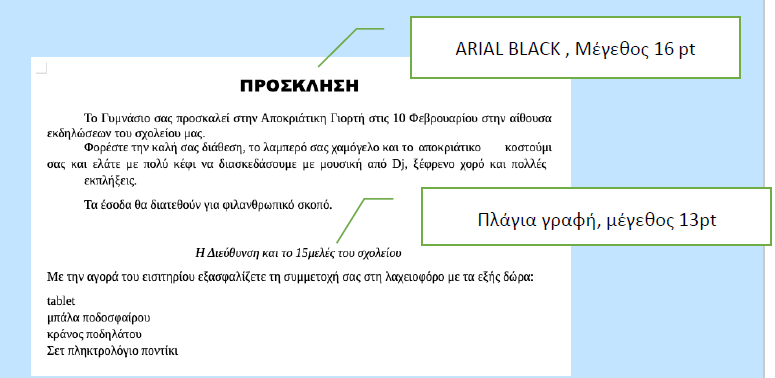 ARIAL BLACK , Μέγεθος 16 pt
ΠΡΟΣΚΛΗΣΗ
Το Γυμνάσιο σας προσκαλεί στην Αποκριάτικη Γιορτή στις 10 Φεβρουαρίου στην αίθουσα
εκδηλώσεων του σχολείου μας.
Φορέστε την καλή σας διάθεση, το λαμπερό σας χαμόγελο και το αποκριάτικο κοστούμι
σας και ελάτε με πολύ κέφι να διασκεδάσουμε με μουσική από Dj, ξέφρενο χορό και πολλές
εκπλήξεις.
Τα έσοδα θα διατεθούν για φιλανθρωπικό σκοπό.
Πλάγια γραφή, μέγεθος 13pt
Η Διεύθυνση και το 15μελές του σχολείου
Με την αγορά του εισιτηρίου εξασφαλίζετε τη συμμετοχή σας στη λαχειοφόρο με τα εξής δώρα:
tablet
μπάλα ποδοσφαίρου
κράνος ποδηλάτου
Σετ πληκτρολόγιο ποντίκι